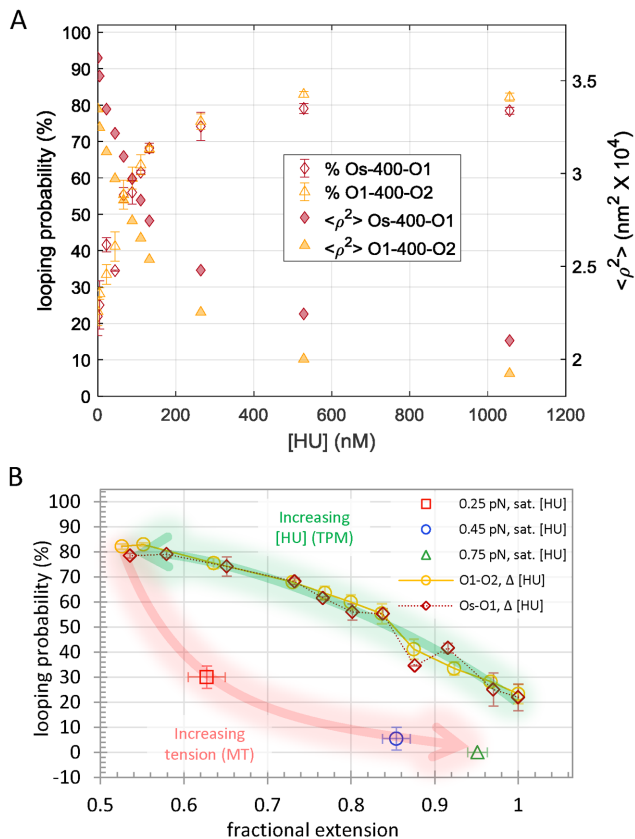 A
looping probability (%)
100
90
80
70
60
50
40
30
20
10
0
3.5
3
2.5
2
<ρ²> (nm² X 10⁴)
% Os-400-O1
% O1-400-O2
<ρ²> Os-400-O1
<ρ²> O1-400-O2
0 200 400 600 800 1000 1200
[HU] (nM)
B
looping probability (%)
100
90
80
70
60
50
40
30
20
10
0
-10
Increasing
[HU] (TPM)
0.25 pN, sat. [HU]
0.45 pN, sat. [HU]
0.75 pN, sat. [HU]
O1-O2, Δ [HU]
Os-O1, Δ [HU]
Increasing
tension (MT)
0.5 0.6 0.7 0.8 0.9 1
fractional extension